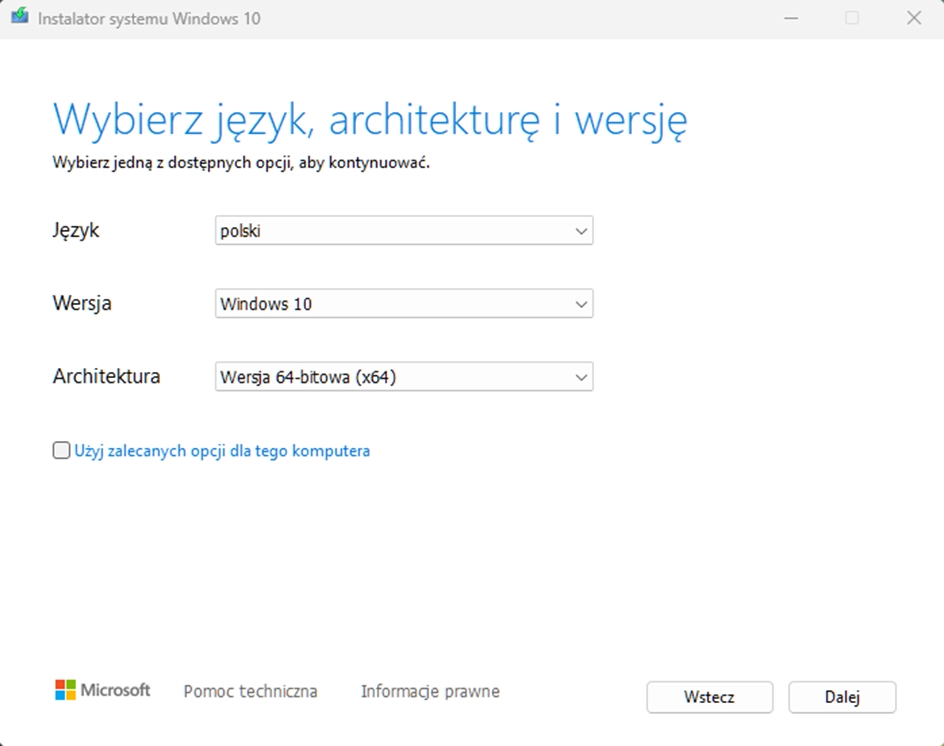 Instalator systemu Windows 10
Wybierz język, architekturę i wersję
Wybierz jedną z dostępnych opcji, aby kontynuować.
Język polski
Wersja Windows 10
Architektura Wersja 64-bitowa (x64)
Użyj zalecanych opcji dla tego komputera
Microsoft Pomoc techniczna Informacje prawne Wstecz Dalej